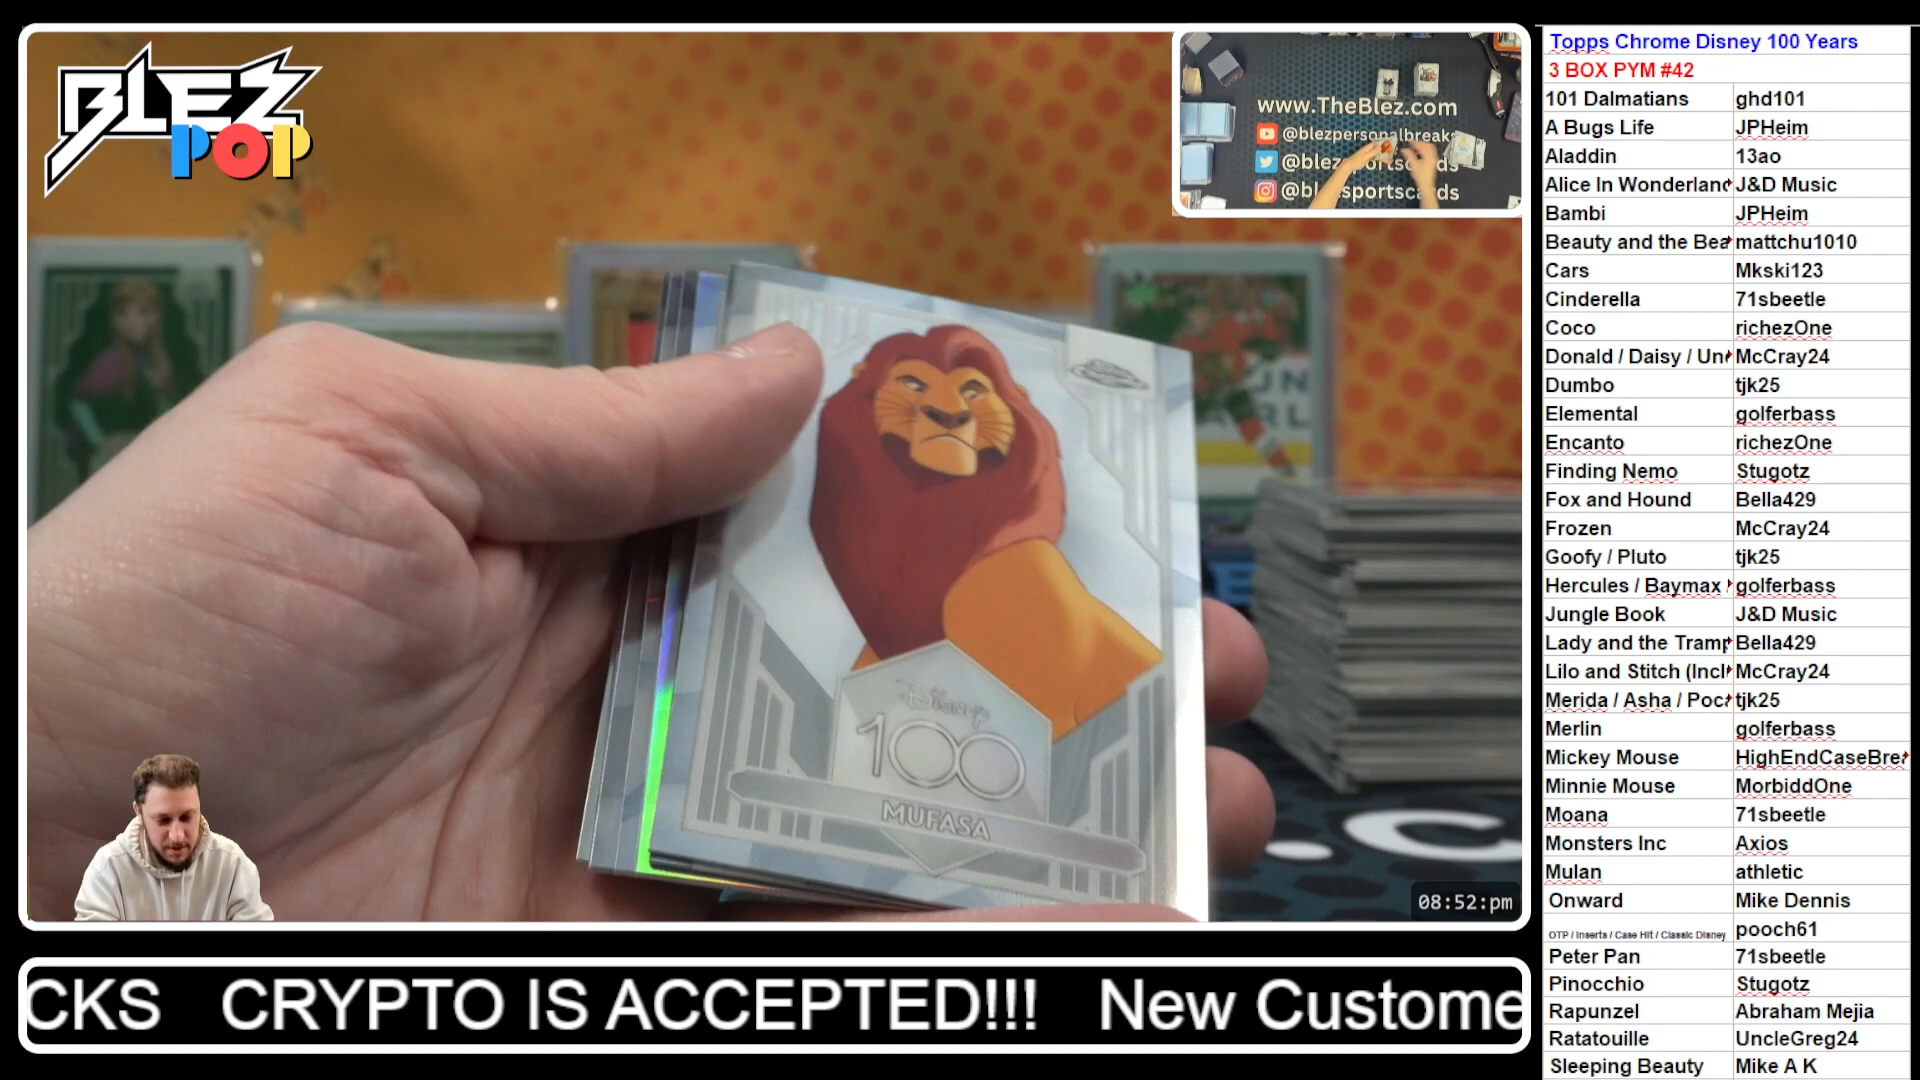 BLEZ
POP
www.TheBlez.com
@blezpersonalbreaks
@blezsportscards
@blezsportscards
Disney
100
MUFASA
08:52:pm
CKS CRYPTO IS ACCEPTED!!! New Custome
Topps Chrome Disney 100 Years
3 BOX PYM #42
101 Dalmatians ghd101
A Bugs Life JPHeim
Aladdin 13ao
Alice In Wonderland J&D Music
Bambi JPHeim
Beauty and the Bea mattchu1010
Cars Mkski123
Cinderella 71sbeetle
Coco richezOne
Donald / Daisy / Un McCray24
Dumbo tjk25
Elemental golferbass
Encanto richezOne
Finding Nemo Stugotz
Fox and Hound Bella429
Frozen McCray24
Goofy / Pluto tjk25
Hercules / Baymax / golferbass
Jungle Book J&D Music
Lady and the Tramp Bella429
Lilo and Stitch (Incl McCray24
Merida / Asha / Poca tjk25
Merlin golferbass
Mickey Mouse HighEndCaseBrea
Minnie Mouse MorbiddOne
Moana 71sbeetle
Monsters Inc Axios
Mulan athletic
Onward Mike Dennis
OTP / Inserts / Case Hit / Classic Disney pooch61
Peter Pan 71sbeetle
Pinocchio Stugotz
Rapunzel Abraham Mejia
Ratatouille UncleGreg24
Sleeping Beauty Mike A K